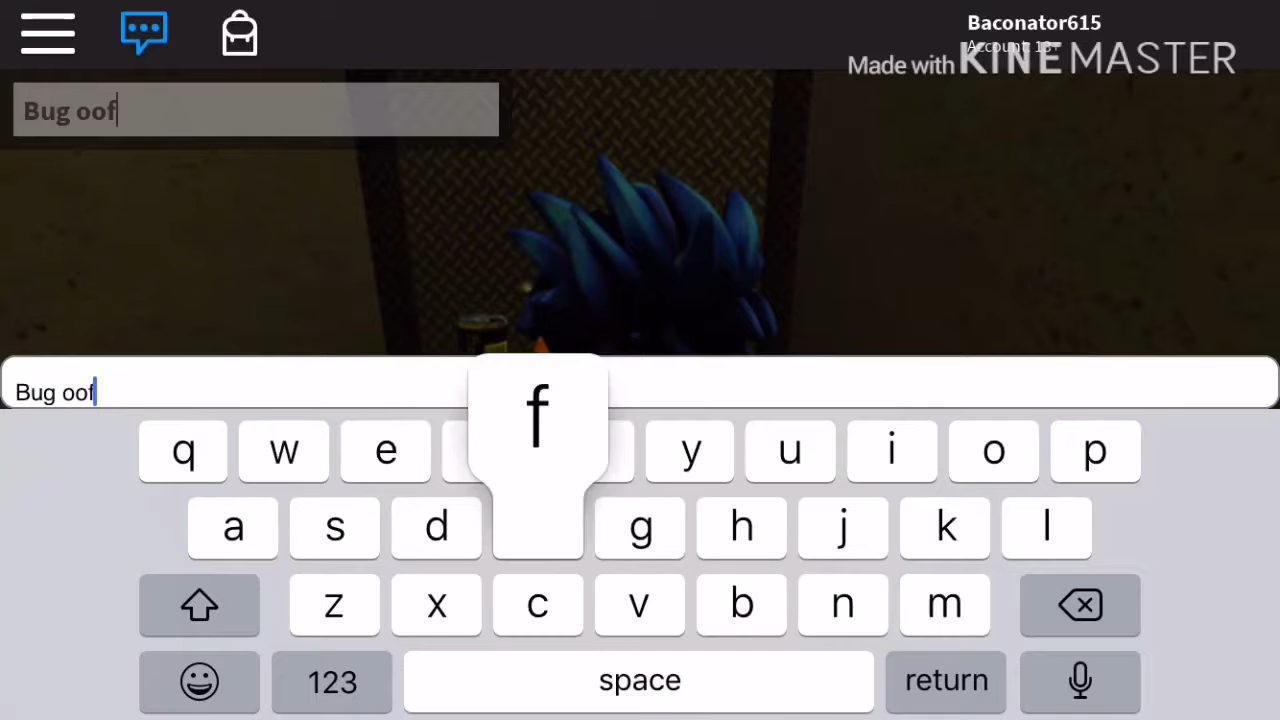 Baconator615
Account: 13+
Made with KINEMASTER
Bug oof
Bug oof
f
q w e y u i o p
a s d g h j k l
z x c v b n m
123 space return